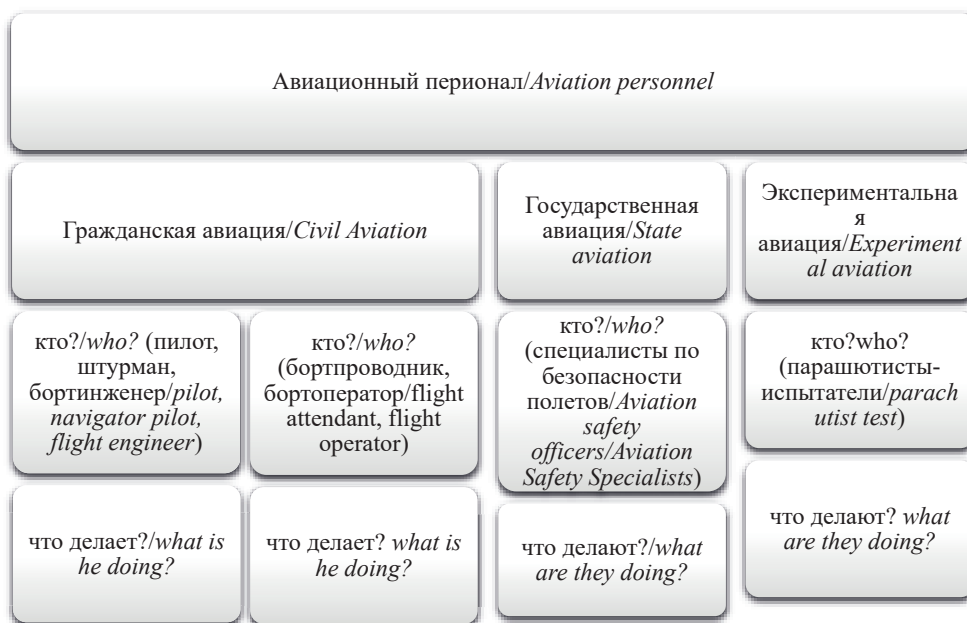 Авиационный перионал/Aviation personnel
Гражданская авиация/Civil Aviation
Государственная
авиация/State
aviation
Экспериментальна
я
авиация/Experiment
al aviation
кто?/who? (пилот,
штурман,
бортинженер/pilot,
navigator pilot,
flight engineer)
кто?/who?
(бортпроводник,
бортоператор/flight
attendant, flight
operator)
кто?/who?
(специалисты по
безопасности
полетов/Aviation
safety
officers/Aviation
Safety Specialists)
кто?who?
(парашютисты-
испытатели/parach
utist test)
что делает?/what is
he doing?
что делает? what is
he doing?
что делают?/what
are they doing?
что делают? what
are they doing?